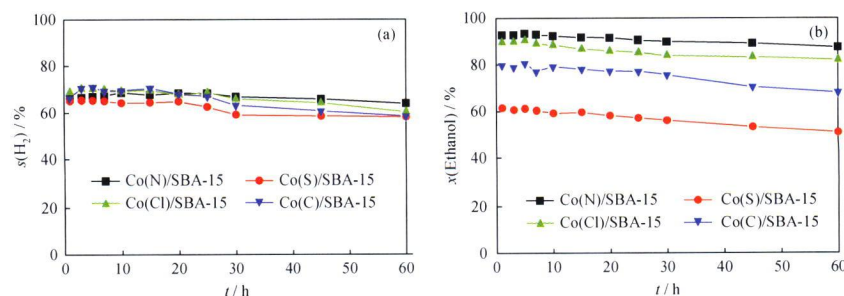 (a)
s(H₂) / %
100
80
60
40
20
0
Co(N)/SBA-15
Co(S)/SBA-15
Co(Cl)/SBA-15
Co(C)/SBA-15
0 10 20 30 40 50 60
t / h
(b)
x(Ethanol) / %
100
80
60
40
20
0
Co(N)/SBA-15
Co(S)/SBA-15
Co(Cl)/SBA-15
Co(C)/SBA-15
0 10 20 30 40 50 60
t / h